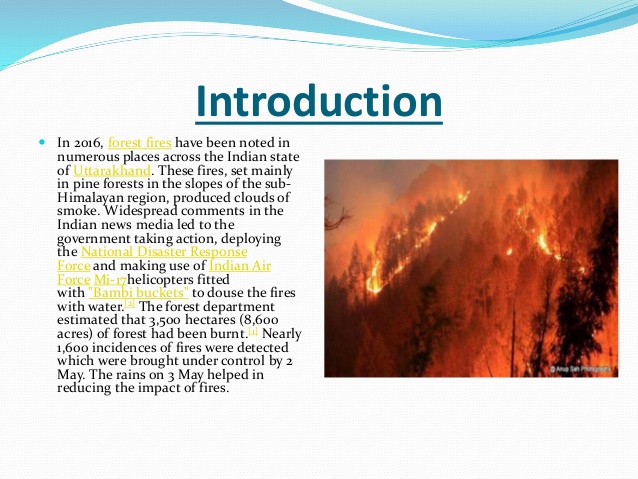 Introduction
In 2016, forest fires have been noted in
numerous places across the Indian state
of Uttarakhand. These fires, set mainly
in pine forests in the slopes of the sub-
Himalayan region, produced clouds of
smoke. Widespread comments in the
Indian news media led to the
government taking action, deploying
the National Disaster Response
Force and making use of Indian Air
Force Mi-17helicopters fitted
with "Bambi buckets" to douse the fires
with water.[2] The forest department
estimated that 3,500 hectares (8,600
acres) of forest had been burnt.[1] Nearly
1,600 incidences of fires were detected
which were brought under control by 2
May. The rains on 3 May helped in
reducing the impact of fires.
@ Anup Sah Photography